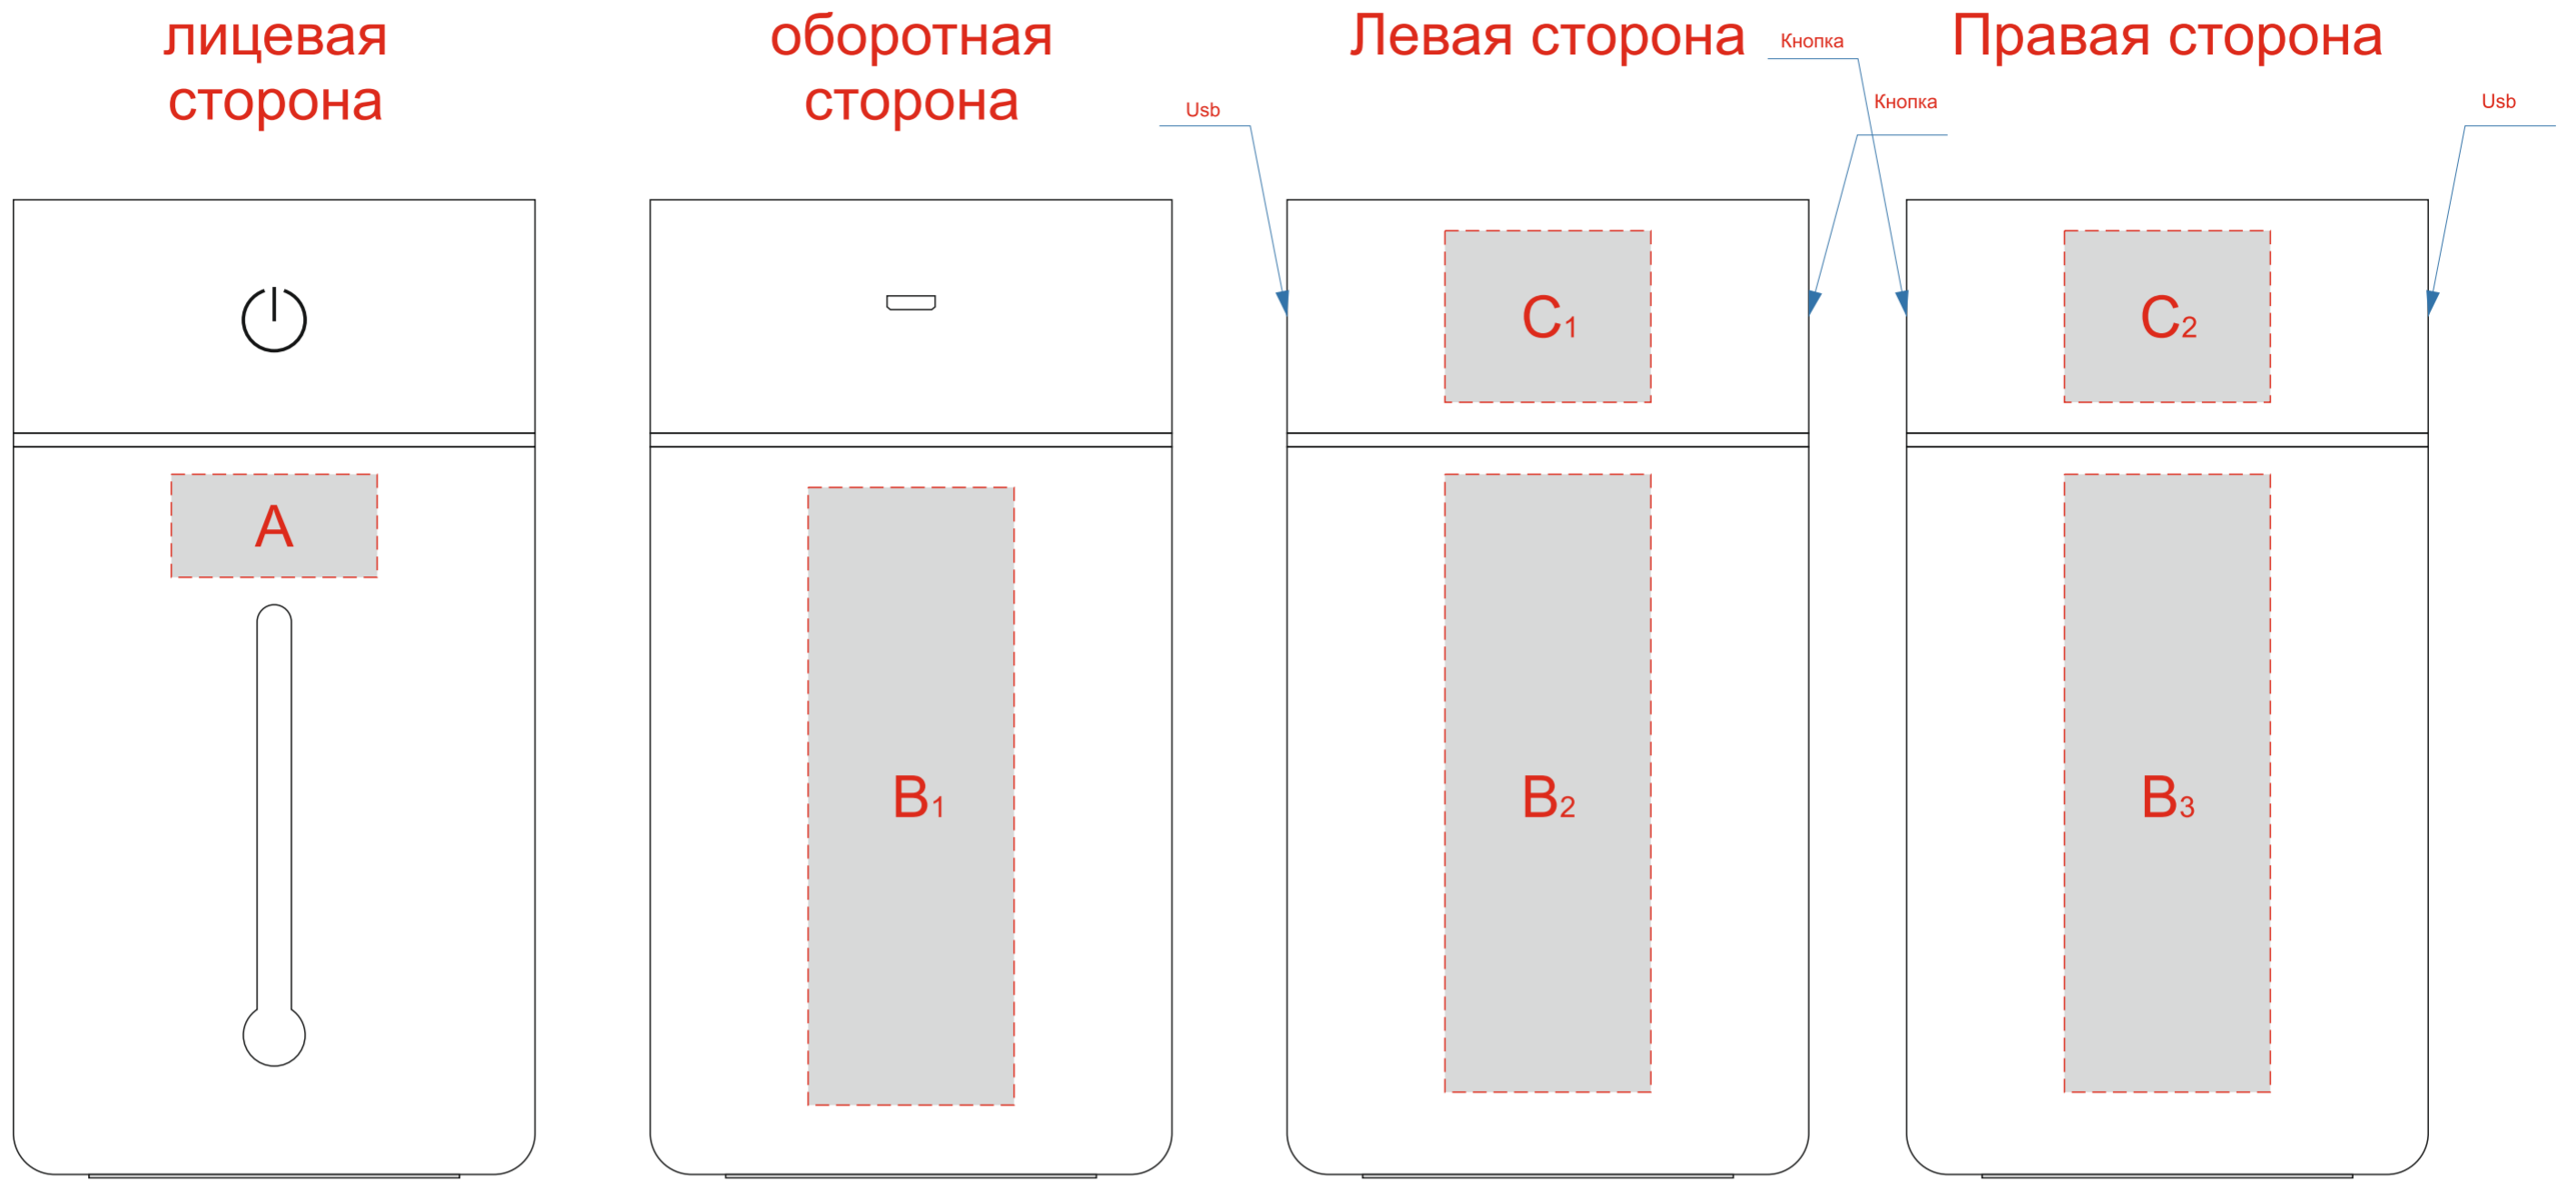 лицевая
сторона
оборотная
сторона
Левая сторона
Правая сторона
Usb
Кнопка
Кнопка
Usb
A
B1
C1
B2
C2
B3